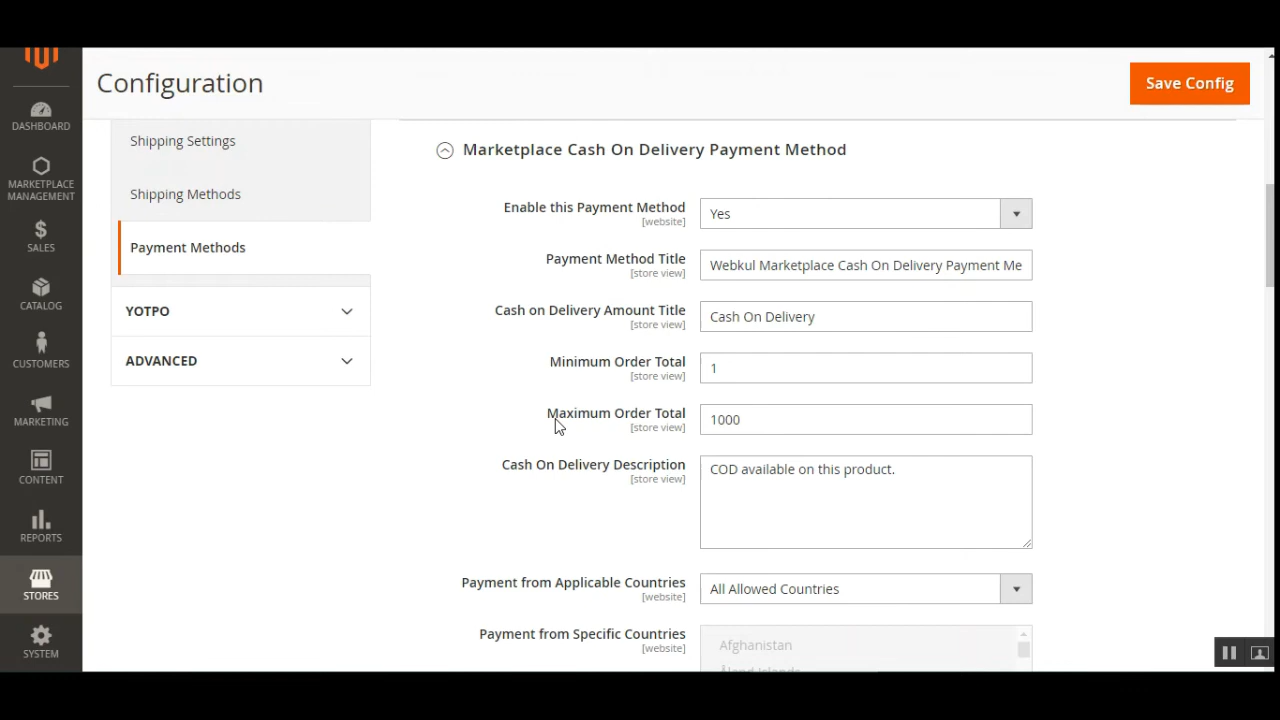 Configuration
Save Config
DASHBOARD
MARKETPLACE
MANAGEMENT
SALES
CATALOG
CUSTOMERS
MARKETING
CONTENT
REPORTS
STORES
SYSTEM
Shipping Settings
Shipping Methods
Payment Methods
YOTPO
ADVANCED
Marketplace Cash On Delivery Payment Method
Enable this Payment Method
[website]
Yes
Payment Method Title
[store view]
Webkul Marketplace Cash On Delivery Payment Me
Cash on Delivery Amount Title
[store view]
Cash On Delivery
Minimum Order Total
[store view]
1
Maximum Order Total
[store view]
1000
Cash On Delivery Description
[store view]
COD available on this product.
Payment from Applicable Countries
[website]
All Allowed Countries
Payment from Specific Countries
[website]
Afghanistan
Åland Islands